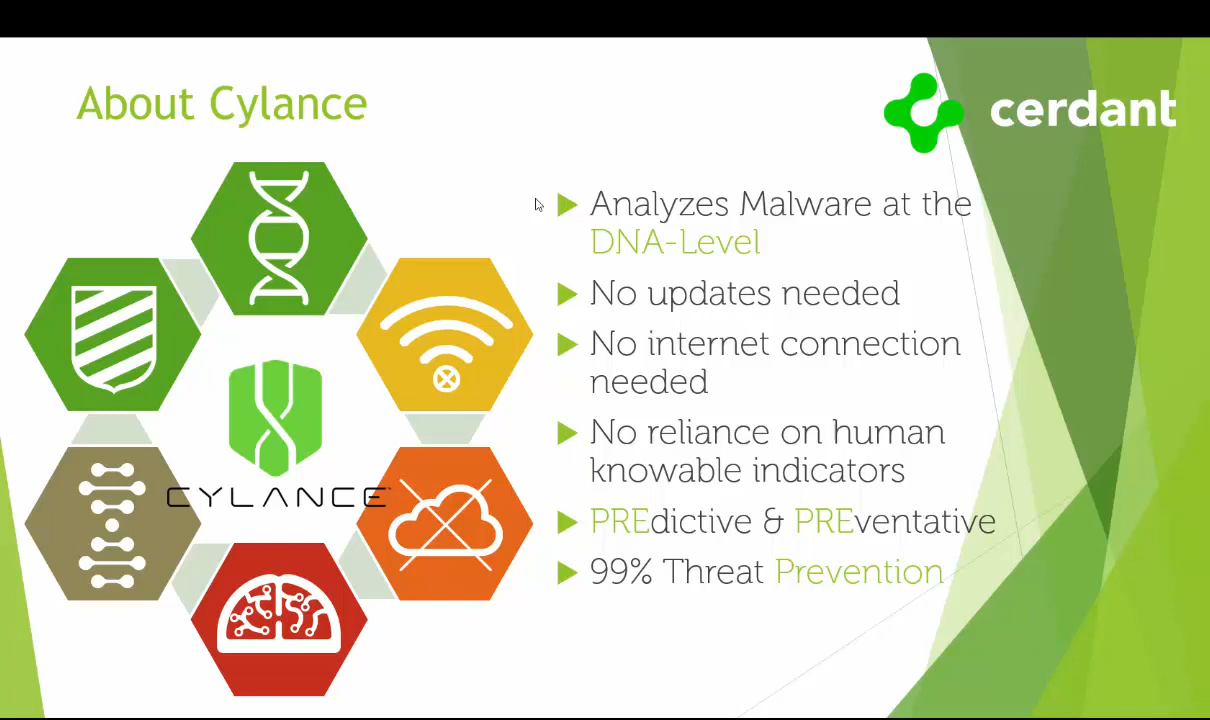 About Cylance
cerdant
Analyzes Malware at the
DNA-Level
No updates needed
No internet connection
needed
No reliance on human
knowable indicators
PREdictive & PREventative
99% Threat Prevention
CYLANCE